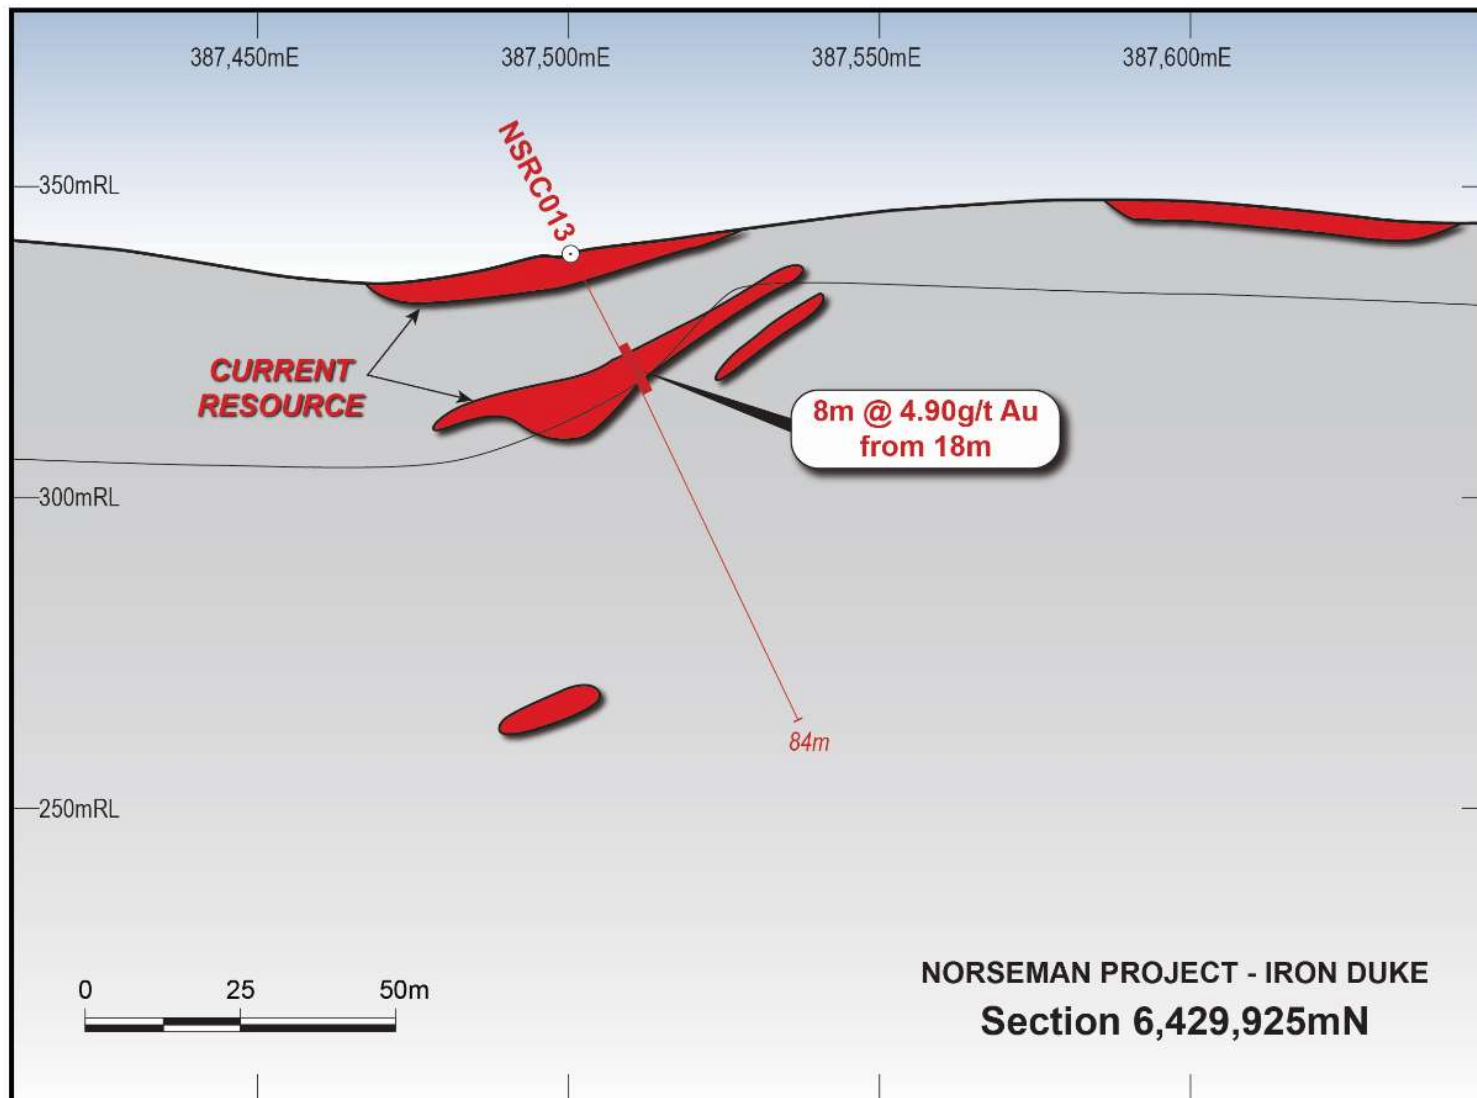 387,450mE
387,500mE
387,550mE
387,600mE
NSRC013
350mRL
CURRENT
RESOURCE
8m @ 4.90g/t Au
from 18m
300mRL
84m
250mRL
0 25 50m
NORSEMAN PROJECT - IRON DUKE
Section 6,429,925mN